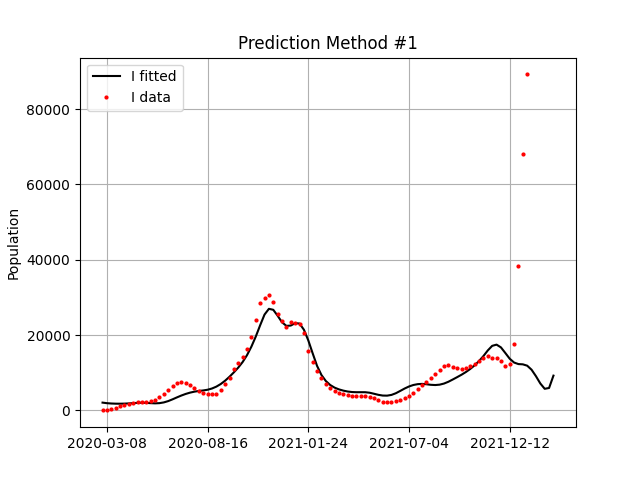 Prediction Method #1
I fitted
I data
Population
80000
60000
40000
20000
0
2020-03-08
2020-08-16
2021-01-24
2021-07-04
2021-12-12